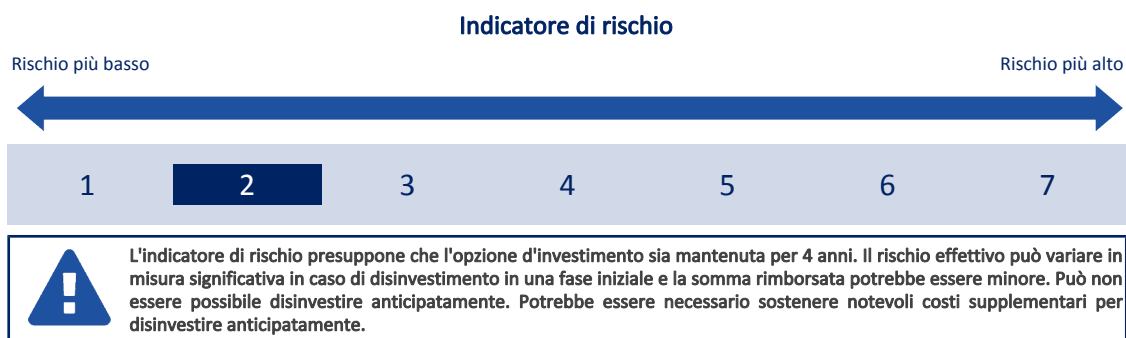 Indicatore di rischio
Rischio più basso
Rischio più alto
1 2 3 4 5 6 7
L'indicatore di rischio presuppone che l'opzione d'investimento sia mantenuta per 4 anni. Il rischio effettivo può variare in
misura significativa in caso di disinvestimento in una fase iniziale e la somma rimborsata potrebbe essere minore. Può non
essere possibile disinvestire anticipatamente. Potrebbe essere necessario sostenere notevoli costi supplementari per
disinvestire anticipatamente.